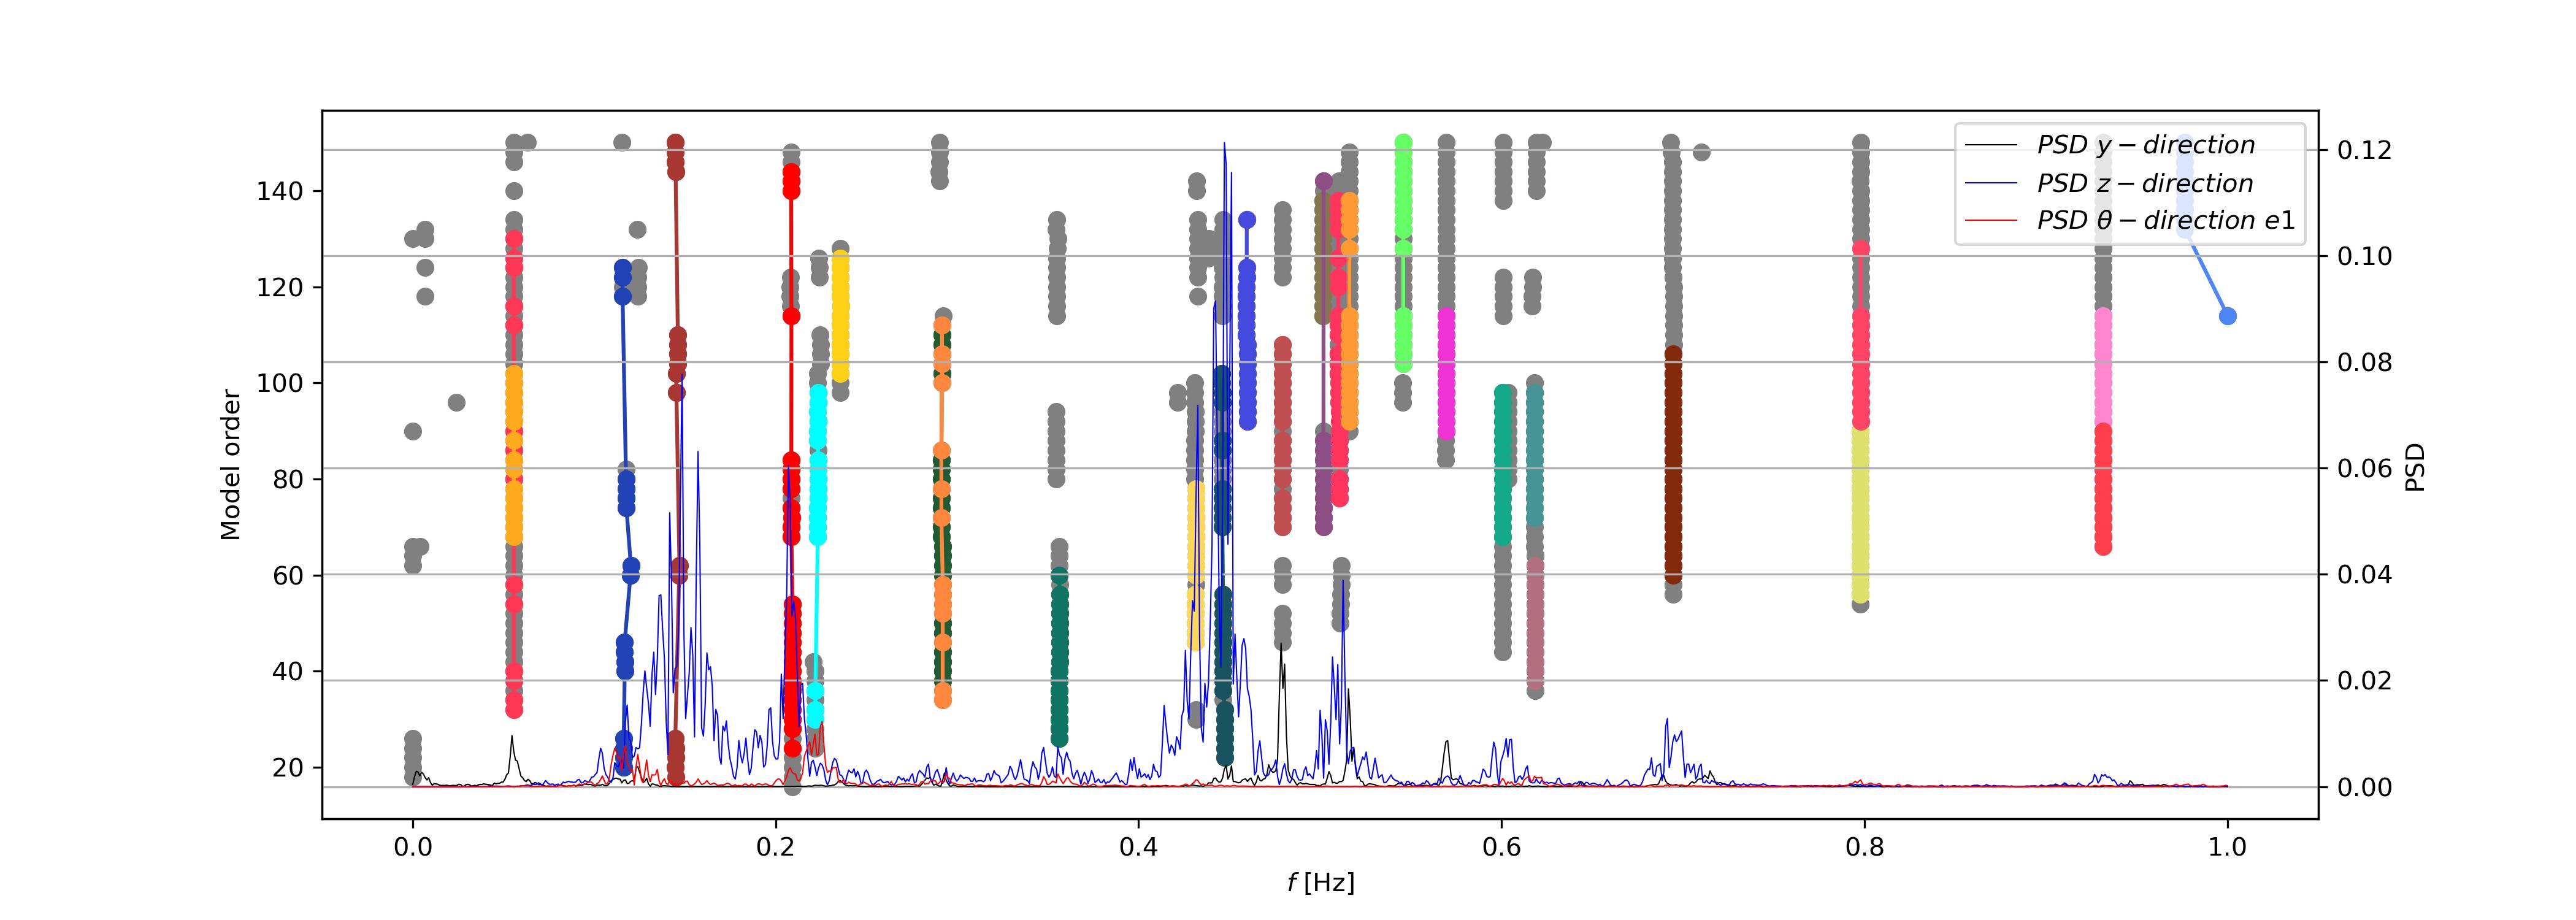 PSD y − direction
PSD z − direction
PSD θ − direction e1
Model order
140
120
100
80
60
40
20
0.12
0.10
0.08
0.06
0.04
0.02
0.00
PSD
0.0 0.2 0.4 0.6 0.8 1.0
f [Hz]